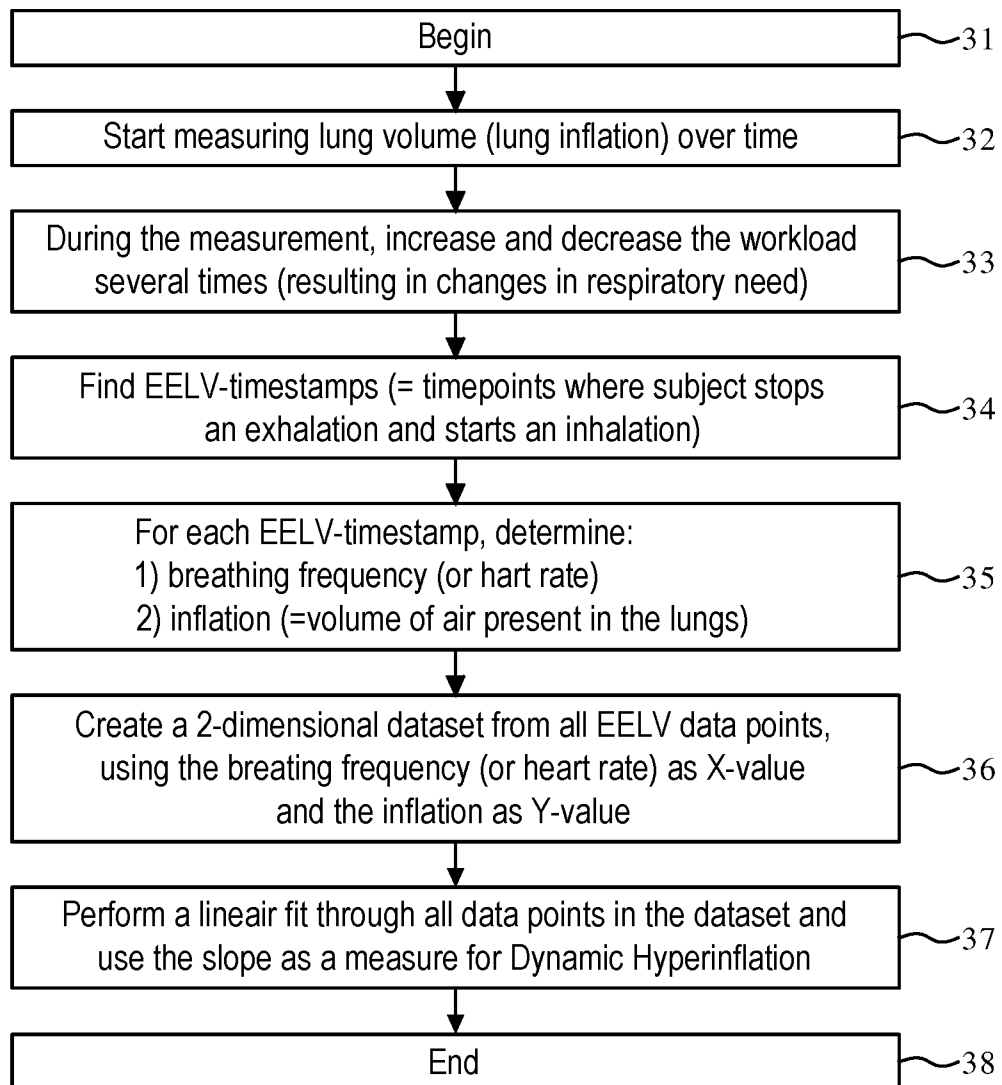 Begin
31
Start measuring lung volume (lung inflation) over time
32
During the measurement, increase and decrease the workload
several times (resulting in changes in respiratory need)
33
Find EELV-timestamps (= timepoints where subject stops
an exhalation and starts an inhalation)
34
For each EELV-timestamp, determine:
1) breathing frequency (or hart rate)
2) inflation (=volume of air present in the lungs)
35
Create a 2-dimensional dataset from all EELV data points,
using the breating frequency (or heart rate) as X-value
and the inflation as Y-value
36
Perform a lineair fit through all data points in the dataset and
use the slope as a measure for Dynamic Hyperinflation
37
End
38